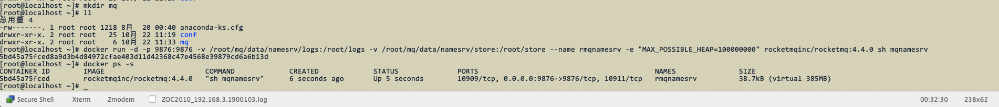 [root@localhost ~]# mkdir mq
[root@localhost ~]# ll
总用量 4
-rw-------. 1 root root 1218 8月  20 00:40 anaconda-ks.cfg
drwxr-xr-x. 2 root root   25 10月 22 11:19 conf
drwxr-xr-x. 2 root root    6 10月 22 11:33 mq
[root@localhost ~]# docker run -d -p 9876:9876 -v /root/mq/data/namesrv/logs:/root/logs -v /root/mq/data/namesrv/store:/root/store --name rmqnamesrv -e "MAX_POSSIBLE_HEAP=100000000" rocketmqinc/rocketmq:4.4.0 sh mqnamesrv
5bd45a75fced8a9d3b4d84972cfae403d11d42368c47e4568e39879cd6a6b13d
[root@localhost ~]# docker ps -s
CONTAINER ID        IMAGE                        COMMAND             CREATED             STATUS              PORTS                                          NAMES               SIZE
5bd45a75fced        rocketmqinc/rocketmq:4.4.0   "sh mqnamesrv"      6 seconds ago       Up 5 seconds        10909/tcp, 0.0.0.0:9876->9876/tcp, 10911/tcp   rmqnamesrv          38.7kB (virtual 385MB)
[root@localhost ~]# _
Secure Shell Xterm Zmodem ZOC2010_192.168.3.1900103.log 00:32:30 238x62